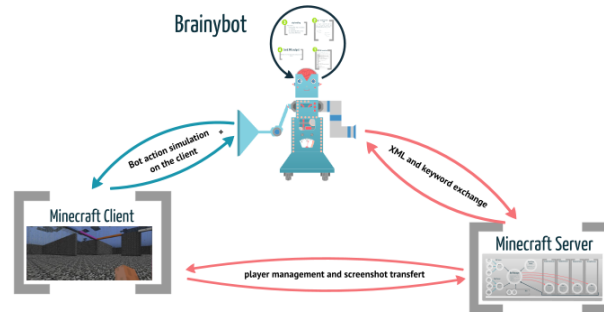 Brainybot
Bot action simulation
on the client
XML and keyword exchange
Minecraft Client
Minecraft Server
player management and screenshot transfert